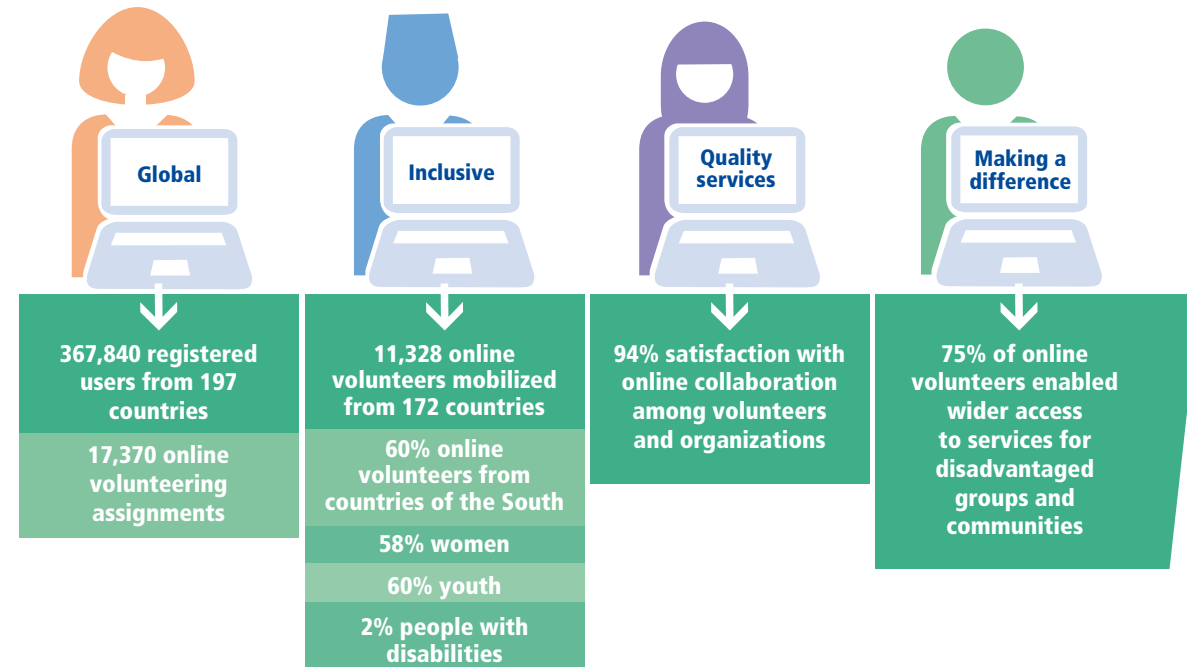 Global
367,840 registered
users from 197
countries
17,370 online
volunteering
assignments
Inclusive
11,328 online
volunteers mobilized
from 172 countries
60% online
volunteers from
countries of the South
58% women
60% youth
2% people with
disabilities
Quality
services
94% satisfaction with
online collaboration
among volunteers
and organizations
Making a
difference
75% of online
volunteers enabled
wider access
to services for
disadvantaged
groups and
communities